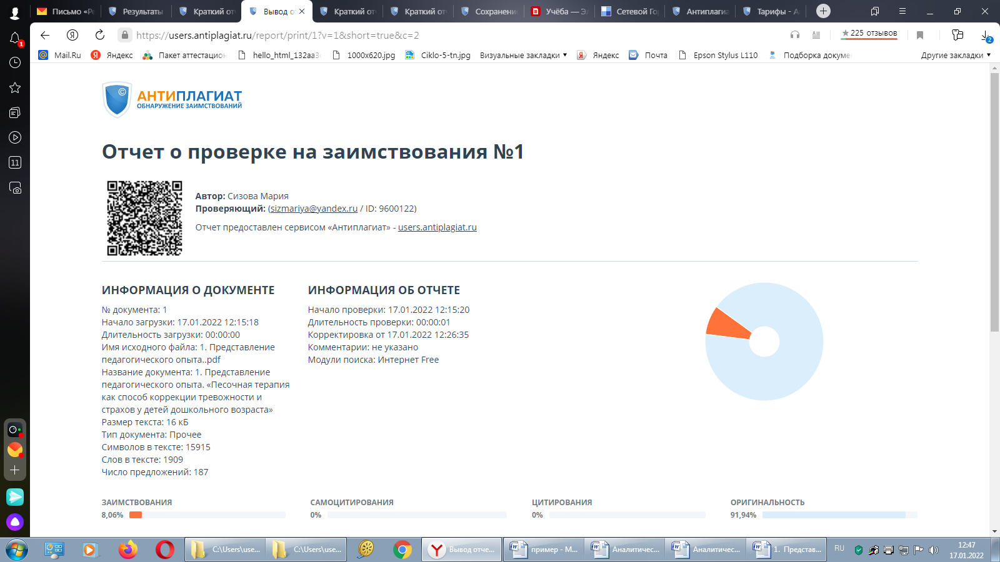 Письмо «Ре
Результаты
Краткий от
Вывод о
Краткий от
Краткий от
Сохранени
Учёба — Эл
Сетевой Го
Антиплагиа
Тарифы - А
https://users.antiplagiat.ru/report/print/1?v=1&short=true&c=2
225 отзывов
Mail.Ru
Яндекс
Пакет аттестацион
hello_html_132aa3
1000x620.jpg
Ciklo-5-tn.jpg
Визуальные закладки
Яндекс
Почта
Epson Stylus L110
Подборка докуме
Другие закладки
1
2
11
АНТИПЛАГИАТ
ОБНАРУЖЕНИЕ ЗАИМСТВОВАНИЙ
Отчет о проверке на заимствования №1
Автор: Сизова Мария
Проверяющий: (sizmariya@yandex.ru / ID: 9600122)
Отчет предоставлен сервисом «Антиплагиат» - users.antiplagiat.ru
ИНФОРМАЦИЯ О ДОКУМЕНТЕ
№ документа: 1
Начало загрузки: 17.01.2022 12:15:18
Длительность загрузки: 00:00:00
Имя исходного файла: 1. Представление
педагогического опыта..pdf
Название документа: 1. Представление
педагогического опыта. «Песочная терапия
как способ коррекции тревожности и
страхов у детей дошкольного возраста»
Размер текста: 16 кБ
Тип документа: Прочее
Символов в тексте: 15915
Слов в тексте: 1909
Число предложений: 187
ИНФОРМАЦИЯ ОБ ОТЧЕТЕ
Начало проверки: 17.01.2022 12:15:20
Длительность проверки: 00:00:01
Корректировка от 17.01.2022 12:26:35
Комментарии: не указано
Модули поиска: Интернет Free
ЗАИМСТВОВАНИЯ
8,06%
САМОЦИТИРОВАНИЯ
0%
ЦИТИРОВАНИЯ
0%
ОРИГИНАЛЬНОСТЬ
91,94%
C:\Users\use...
C:\Users\use...
Вывод отче...
пример - М...
Аналитичес...
Аналитичес...
1. Представ...
RU
12:47
17.01.2022